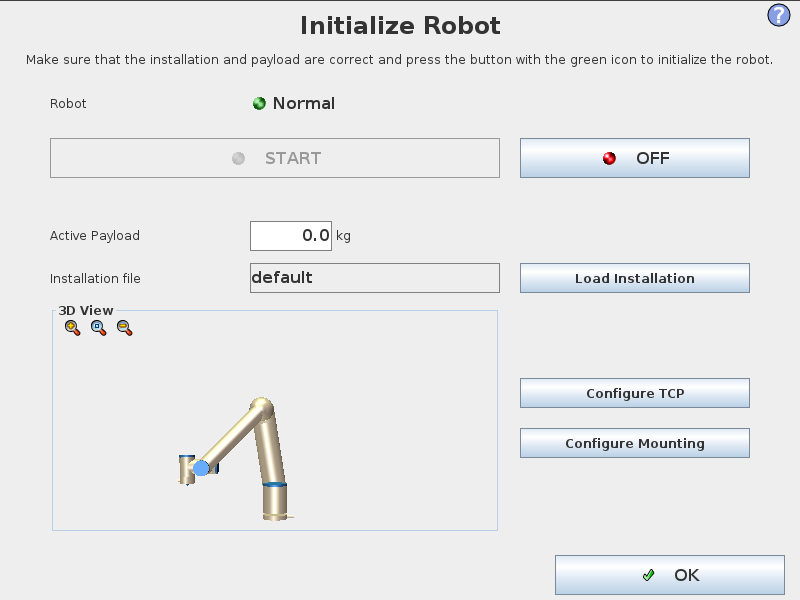 Initialize Robot
?
Make sure that the installation and payload are correct and press the button with the green icon to initialize the robot.
Robot
Normal
START
OFF
Active Payload
0.0 kg
Installation file
default
Load Installation
3D View
Configure TCP
Configure Mounting
OK